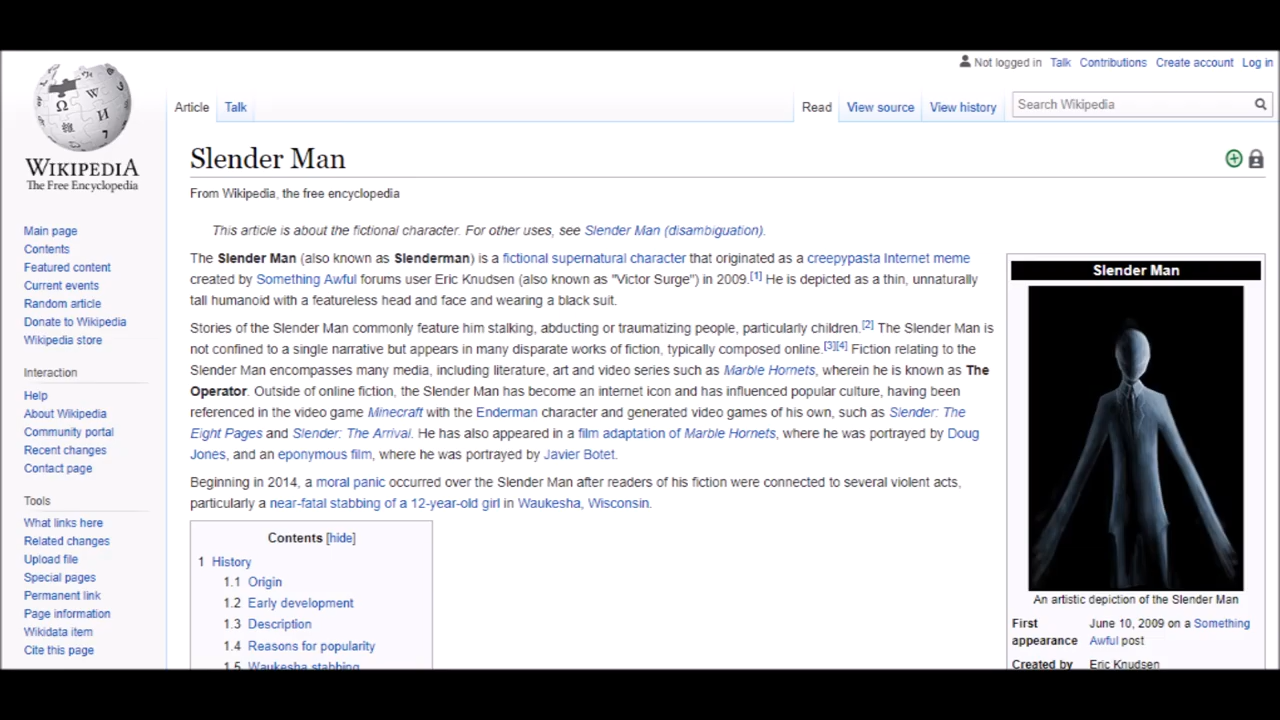 Not logged in Talk Contributions Create account Log in
Article Talk Read View source View history Search Wikipedia
WIKIPEDIA
The Free Encyclopedia
Main page
Contents
Featured content
Current events
Random article
Donate to Wikipedia
Wikipedia store
Interaction
Help
About Wikipedia
Community portal
Recent changes
Contact page
Tools
What links here
Related changes
Upload file
Special pages
Permanent link
Page information
Wikidata item
Cite this page
Slender Man
From Wikipedia, the free encyclopedia
This article is about the fictional character. For other uses, see Slender Man (disambiguation).
The Slender Man (also known as Slenderman) is a fictional supernatural character that originated as a creepypasta Internet meme
created by Something Awful forums user Eric Knudsen (also known as "Victor Surge") in 2009.[1] He is depicted as a thin, unnaturally
tall humanoid with a featureless head and face and wearing a black suit.
Stories of the Slender Man commonly feature him stalking, abducting or traumatizing people, particularly children.[2] The Slender Man is
not confined to a single narrative but appears in many disparate works of fiction, typically composed online.[3][4] Fiction relating to the
Slender Man encompasses many media, including literature, art and video series such as Marble Hornets, wherein he is known as The
Operator. Outside of online fiction, the Slender Man has become an internet icon and has influenced popular culture, having been
referenced in the video game Minecraft with the Enderman character and generated video games of his own, such as Slender: The
Eight Pages and Slender: The Arrival. He has also appeared in a film adaptation of Marble Hornets, where he was portrayed by Doug
Jones, and an eponymous film, where he was portrayed by Javier Botet.
Beginning in 2014, a moral panic occurred over the Slender Man after readers of his fiction were connected to several violent acts,
particularly a near-fatal stabbing of a 12-year-old girl in Waukesha, Wisconsin.
Contents [hide]
1 History
1.1 Origin
1.2 Early development
1.3 Description
1.4 Reasons for popularity
1.5 Waukesha stabbing
Slender Man
An artistic depiction of the Slender Man
First June 10, 2009 on a Something
appearance Awful post
Created by Eric Knudsen